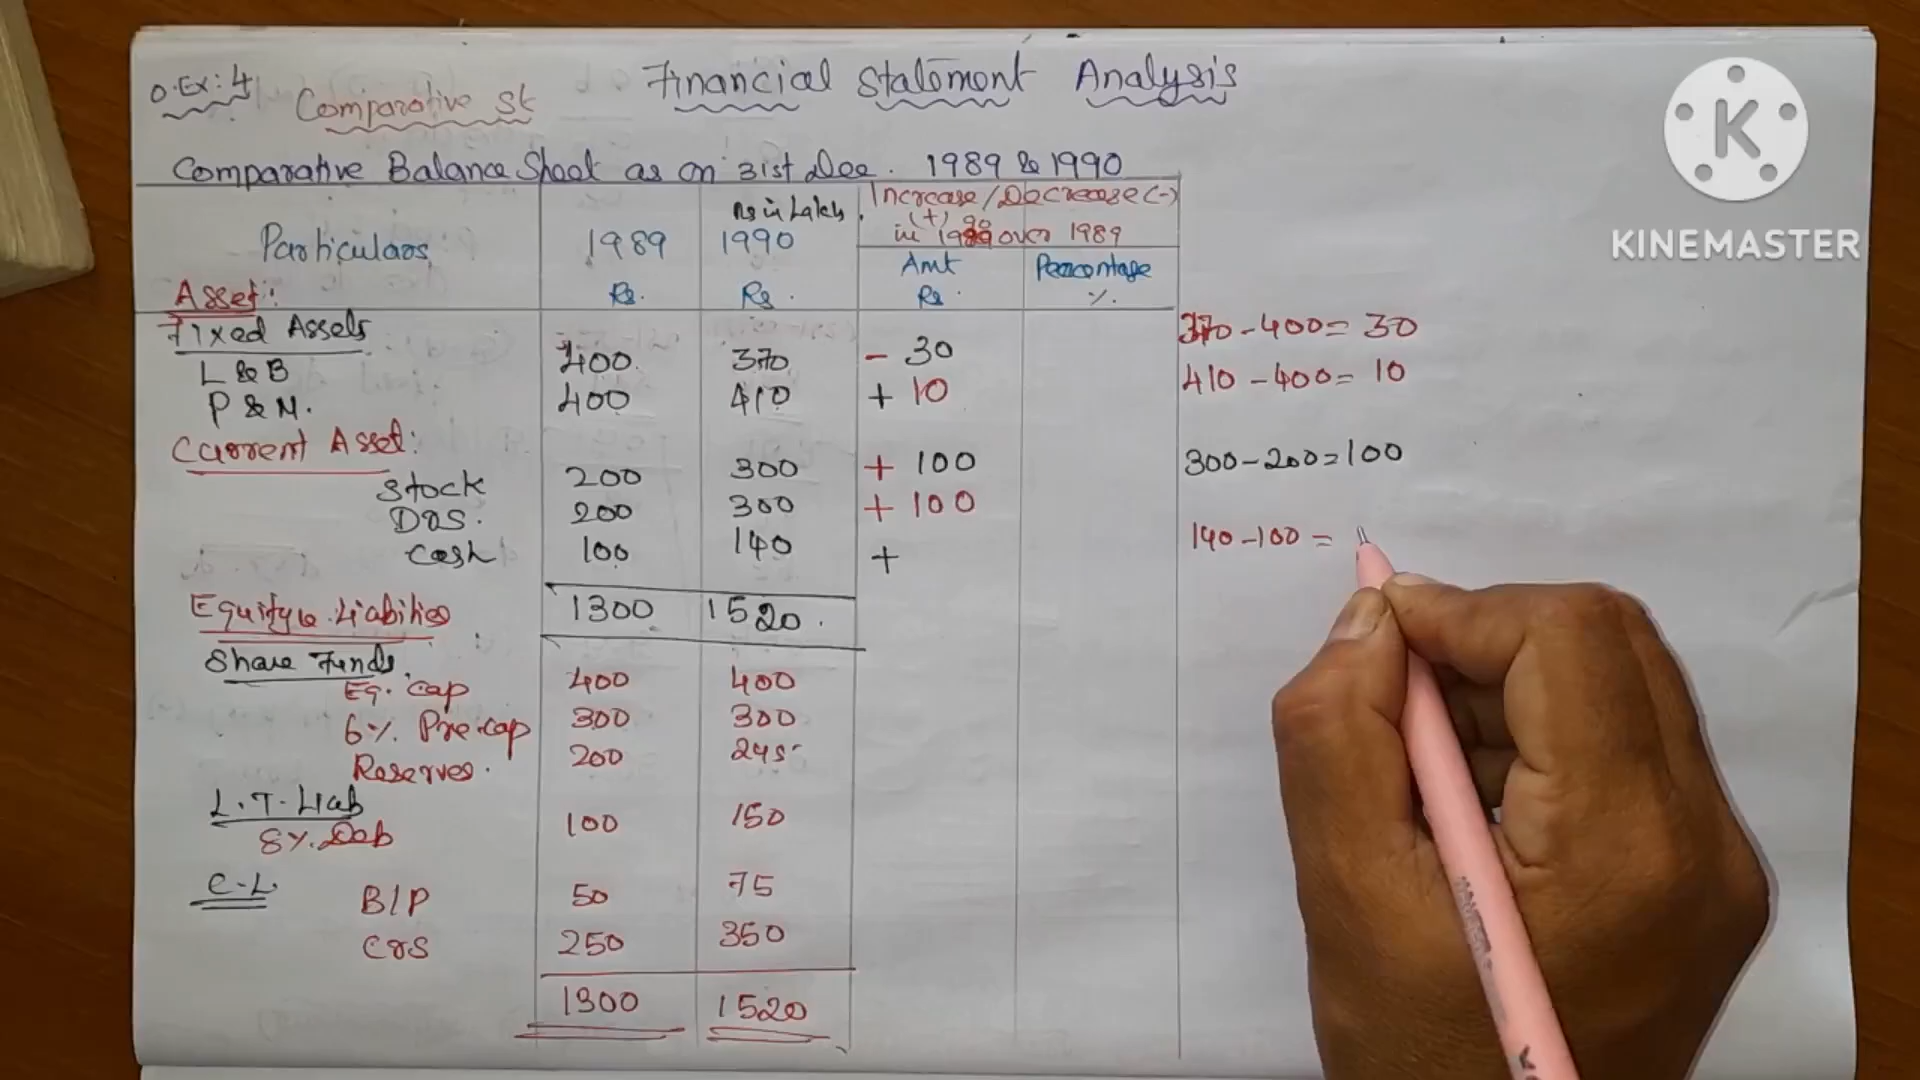 O.Ex:4 Comparative St Financial Statement Analysis
Comparative Balance Sheet as on 31st Dec. 1989 & 1990
Particulars 1989 Rs in Lakhs 1990 Increase/Decrease(-)
(+) in 1990 over 1989
Rs. Rs. Amt Rs. Percentage %.
Asset:
Fixed Assets
L & B 400 370 - 30
P & M. 400 410 + 10
Current Asset:
Stock 200 300 + 100
Drs. 200 300 + 100
Cash 100 140 +
1300 1520.
Equity & Liabilities
Share Funds.
Eq. Cap 400 400
6% Pre.cap 300 300
Reserves. 200 245
L.T. Liab
8%. Deb 100 150
C.L.
B/P 50 75
Crs 250 350
1300 1520
370 - 400 = 30
410 - 400 = 10
300 - 200 = 100
140 - 100 =
K
KINEMASTER